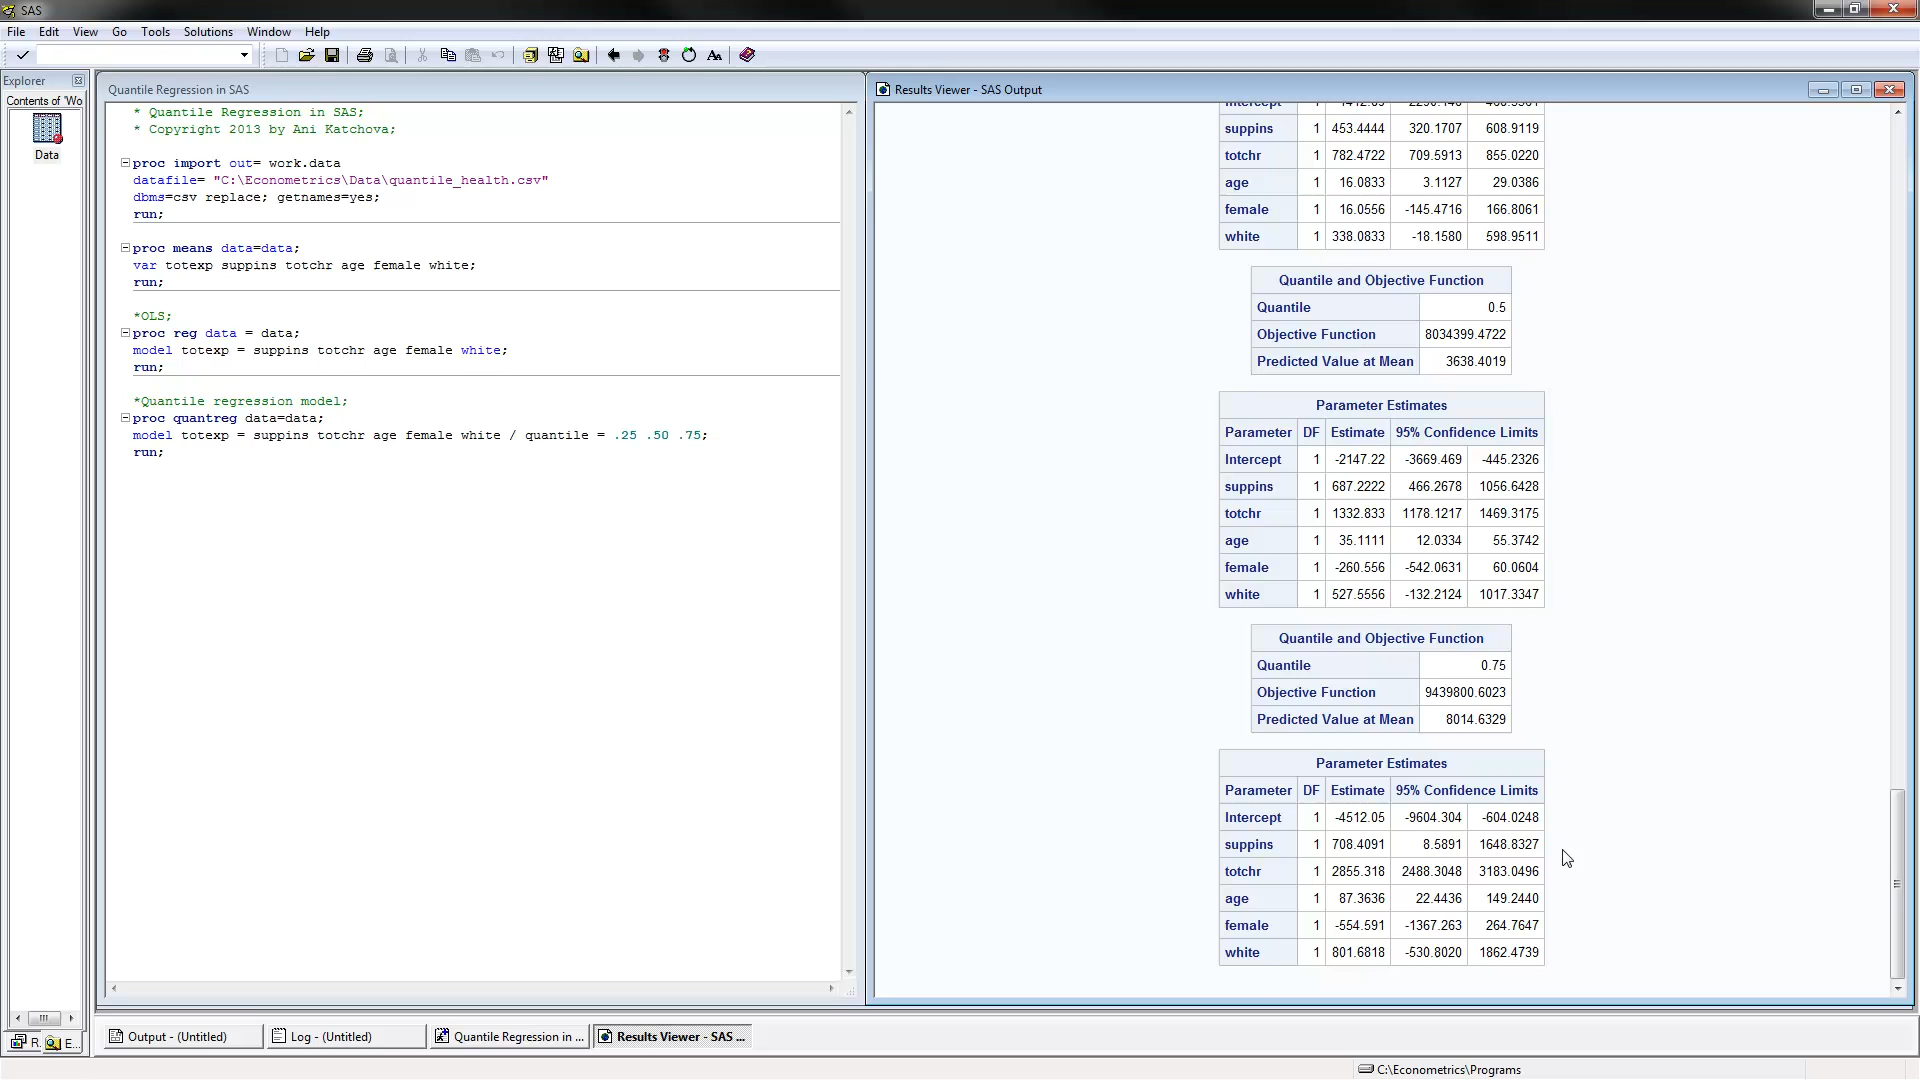 SAS
File Edit View Go Tools Solutions Window Help
Explorer
Contents of 'Wo
Data
Quantile Regression in SAS
* Quantile Regression in SAS;
* Copyright 2013 by Ani Katchova;
proc import out= work.data
datafile= "C:\Econometrics\Data\quantile_health.csv"
dbms=csv replace; getnames=yes;
run;
proc means data=data;
var totexp suppins totchr age female white;
run;
*OLS;
proc reg data = data;
model totexp = suppins totchr age female white;
run;
*Quantile regression model;
proc quantreg data=data;
model totexp = suppins totchr age female white / quantile = .25 .50 .75;
run;
Results Viewer - SAS Output
suppins 1 453.4444 320.1707 608.9119
totchr 1 782.4722 709.5913 855.0220
age 1 16.0833 3.1127 29.0386
female 1 16.0556 -145.4716 166.8061
white 1 338.0833 -18.1580 598.9511
Quantile and Objective Function
Quantile 0.5
Objective Function 8034399.4722
Predicted Value at Mean 3638.4019
Parameter Estimates
Parameter DF Estimate 95% Confidence Limits
Intercept 1 -2147.22 -3669.469 -445.2326
suppins 1 687.2222 466.2678 1056.6428
totchr 1 1332.833 1178.1217 1469.3175
age 1 35.1111 12.0334 55.3742
female 1 -260.556 -542.0631 60.0604
white 1 527.5556 -132.2124 1017.3347
Quantile and Objective Function
Quantile 0.75
Objective Function 9439800.6023
Predicted Value at Mean 8014.6329
Parameter Estimates
Parameter DF Estimate 95% Confidence Limits
Intercept 1 -4512.05 -9604.304 -604.0248
suppins 1 708.4091 8.5891 1648.8327
totchr 1 2855.318 2488.3048 3183.0496
age 1 87.3636 22.4436 149.2440
female 1 -554.591 -1367.263 264.7647
white 1 801.6818 -530.8020 1862.4739
R. E...
Output - (Untitled) Log - (Untitled) Quantile Regression in ... Results Viewer - SAS ...
C:\Econometrics\Programs